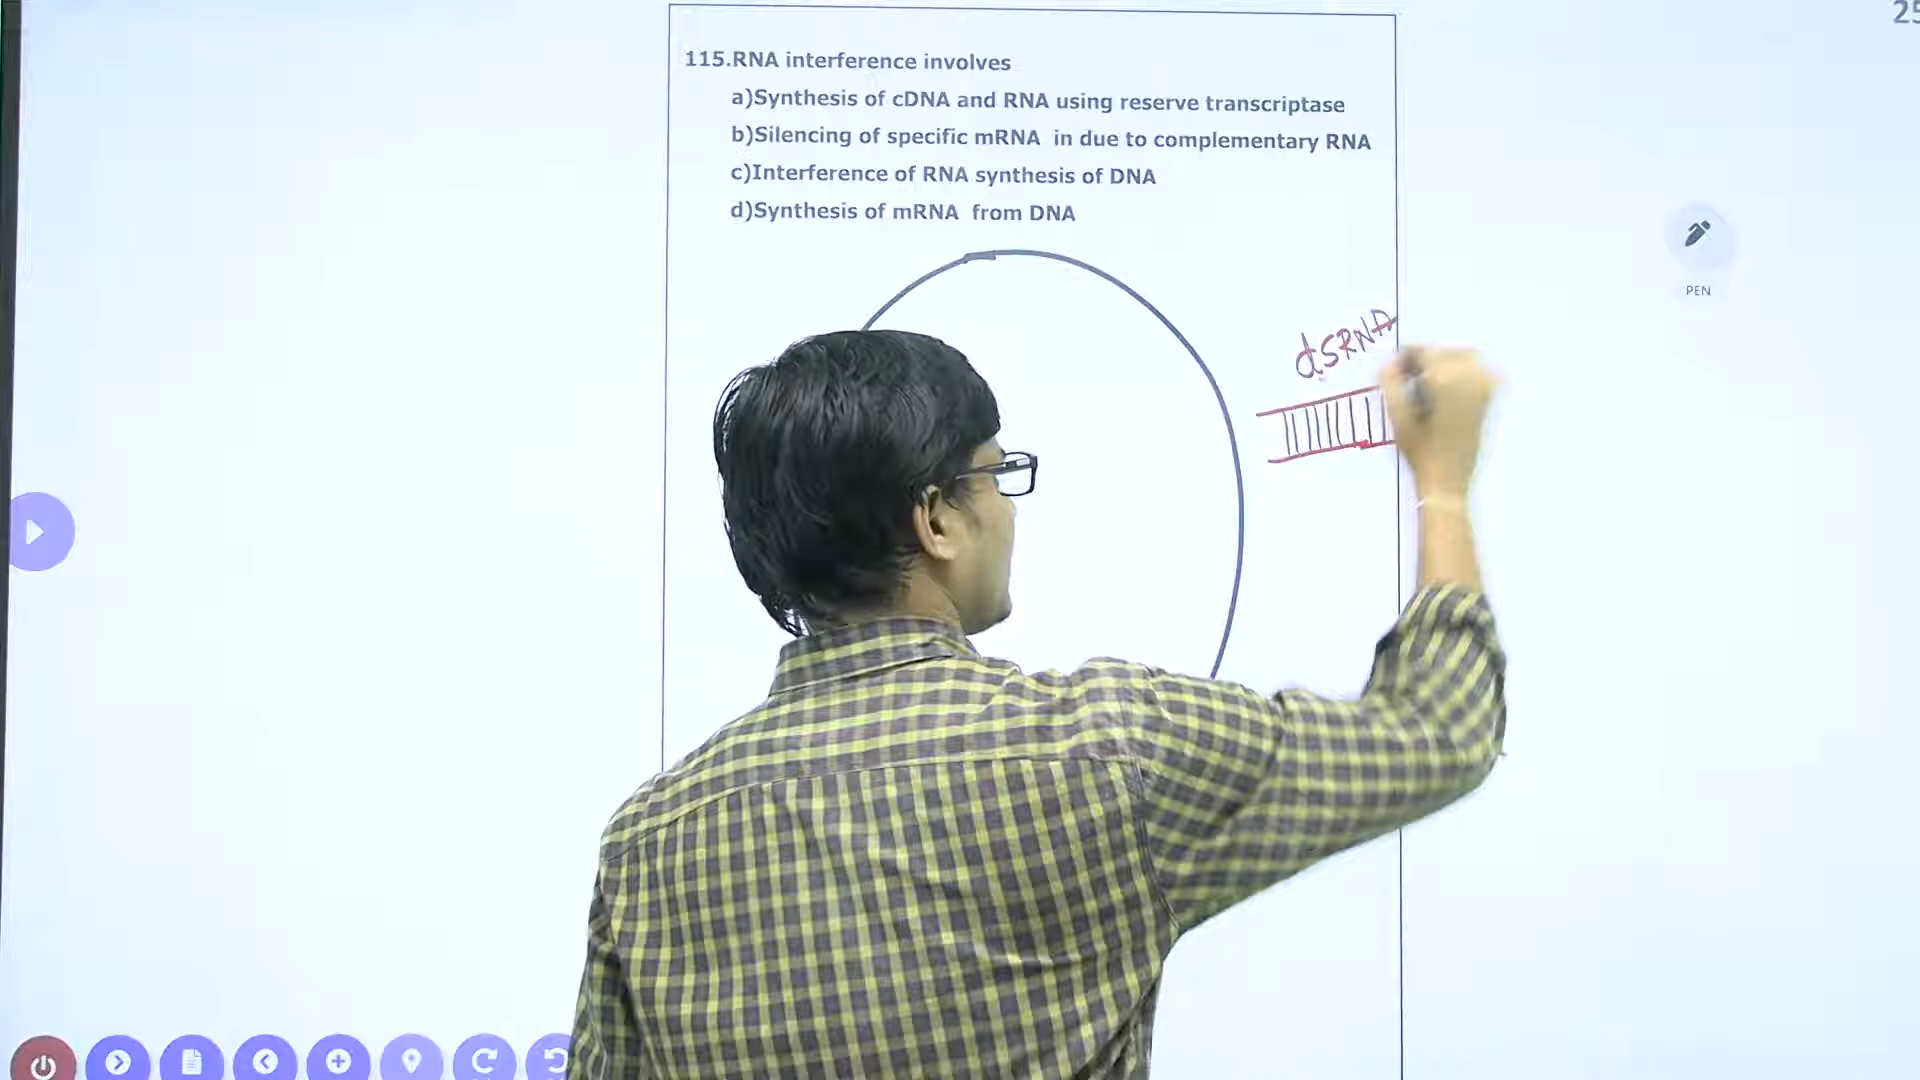 25
115.RNA interference involves
a)Synthesis of cDNA and RNA using reserve transcriptase
b)Silencing of specific mRNA in due to complementary RNA
c)Interference of RNA synthesis of DNA
d)Synthesis of mRNA from DNA
dSRNA
PEN